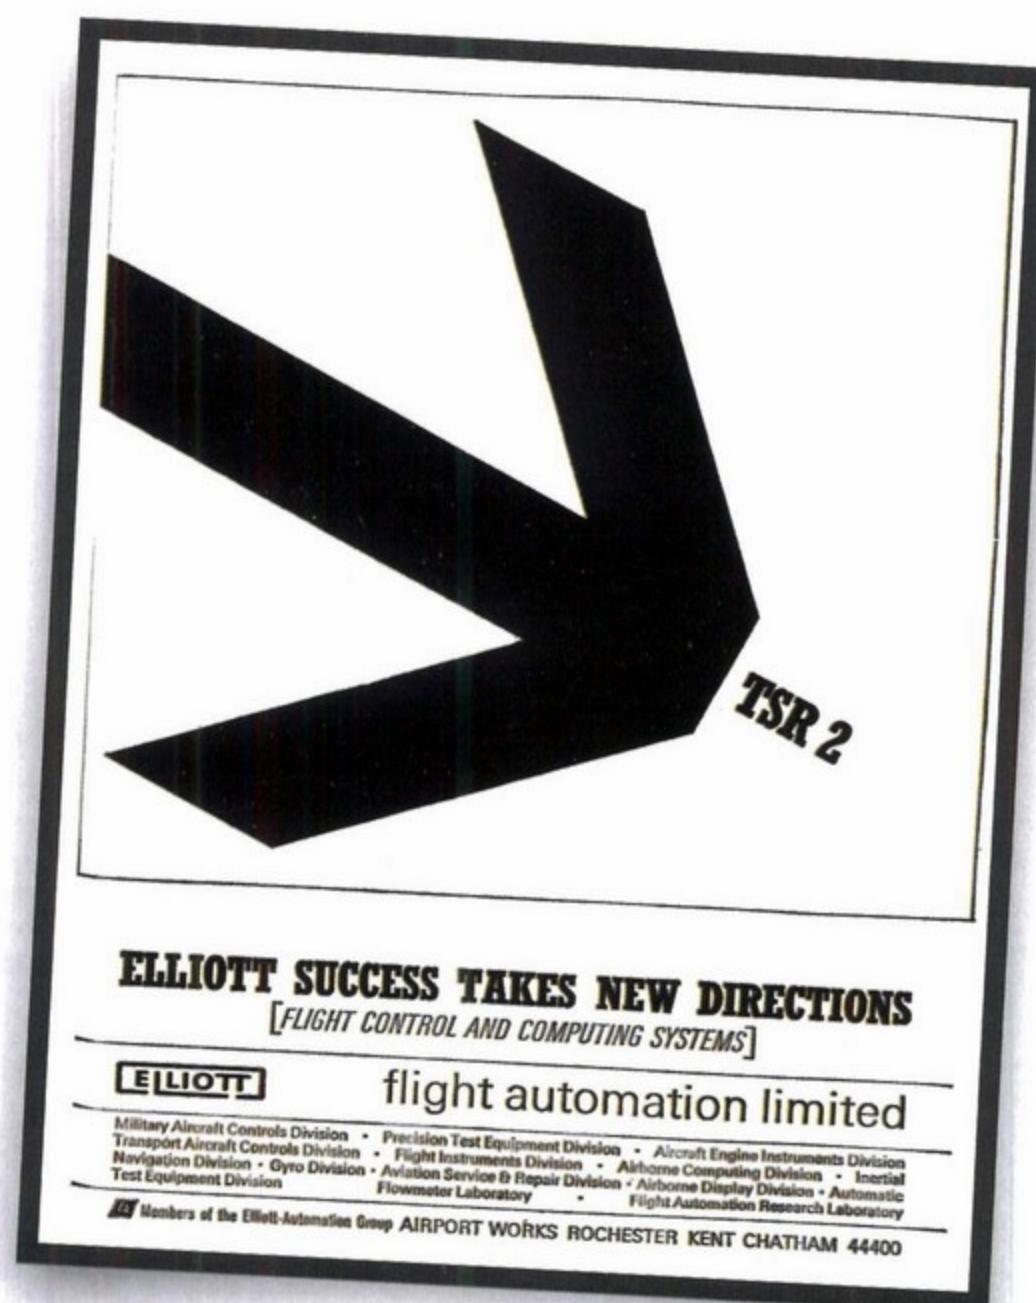 TSR 2
ELLIOTT SUCCESS TAKES NEW DIRECTIONS
[FLIGHT CONTROL AND COMPUTING SYSTEMS]
ELLIOTT flight automation limited
Military Aircraft Controls Division • Precision Test Equipment Division • Aircraft Engine Instruments Division
Transport Aircraft Controls Division • Flight Instruments Division • Airborne Computing Division • Inertial
Navigation Division • Gyro Division • Aviation Service & Repair Division • Airborne Display Division • Automatic
Test Equipment Division Flowmeter Laboratory • Flight Automation Research Laboratory
EA Members of the Elliott-Automation Group AIRPORT WORKS ROCHESTER KENT CHATHAM 44400